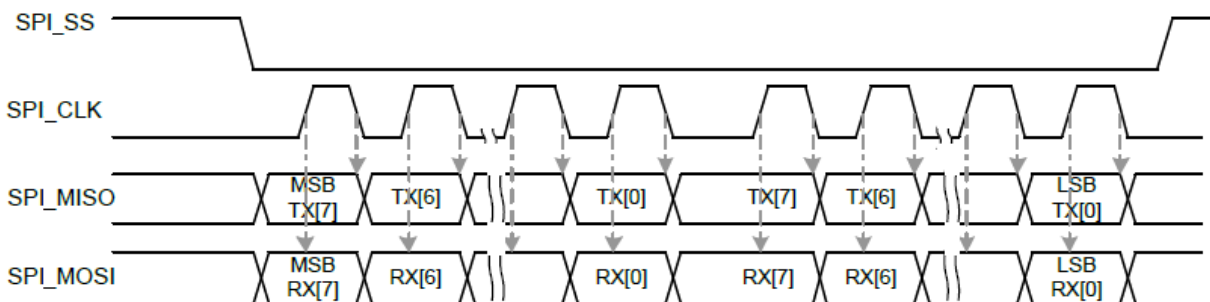 SPI_SS
SPI_CLK
SPI_MISO
MSB
TX[7]
TX[6]
TX[0]
TX[7]
TX[6]
LSB
TX[0]
SPI_MOSI
MSB
RX[7]
RX[6]
RX[0]
RX[7]
RX[6]
LSB
RX[0]